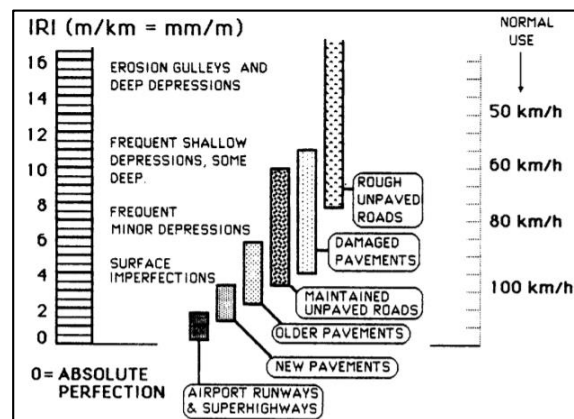 IRI (m/km = mm/m)
NORMAL
USE
16
14
12
10
8
6
4
2
0
EROSION GULLEYS AND
DEEP DEPRESSIONS
FREQUENT SHALLOW
DEPRESSIONS, SOME
DEEP.
FREQUENT
MINOR DEPRESSIONS
SURFACE
IMPERFECTIONS
50 km/h
60 km/h
80 km/h
100 km/h
ROUGH
UNPAVED
ROADS
DAMAGED
PAVEMENTS
MAINTAINED
UNPAVED ROADS
OLDER PAVEMENTS
NEW PAVEMENTS
AIRPORT RUNWAYS
& SUPERHIGHWAYS
0= ABSOLUTE
PERFECTION